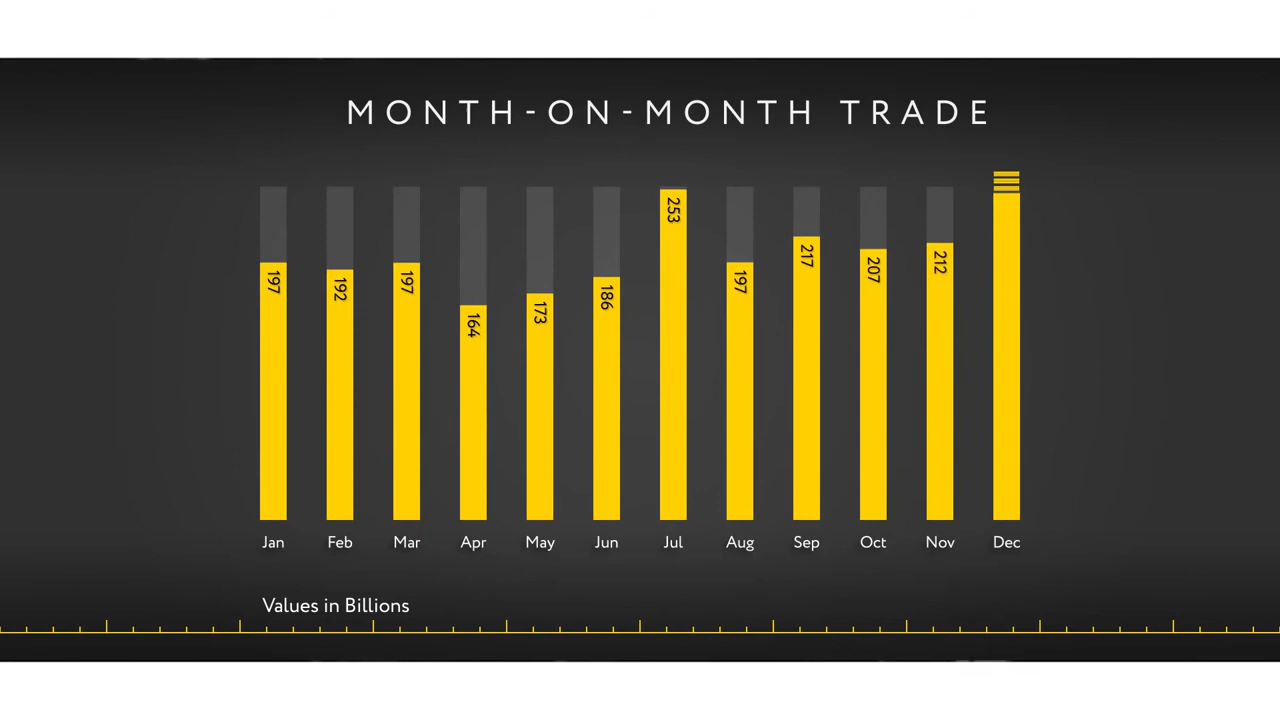 MONTH-ON-MONTH TRADE
197 192 197 164 173 186 253 197 217 207 212
Jan Feb Mar Apr May Jun Jul Aug Sep Oct Nov Dec
Values in Billions